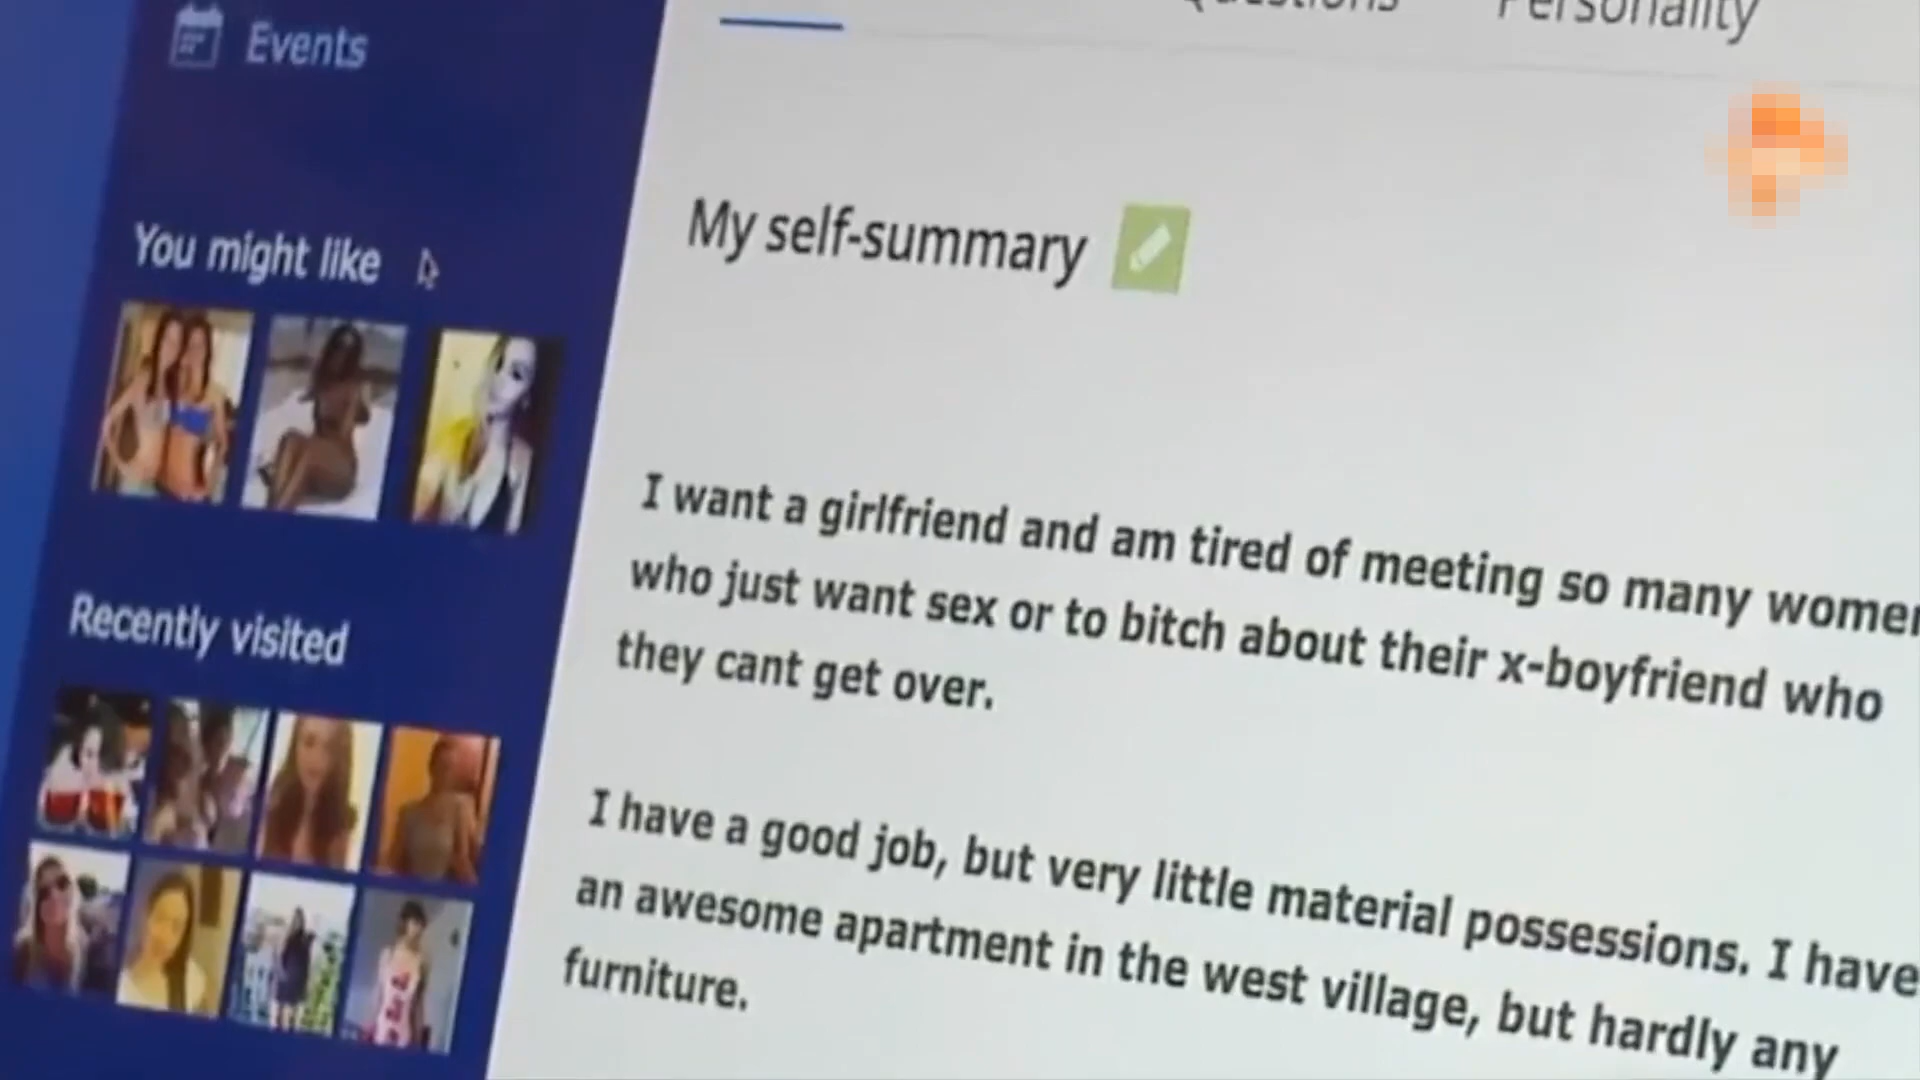 Events
Questions
Personality
My self-summary
You might like
I want a girlfriend and am tired of meeting so many women
who just want sex or to bitch about their x-boyfriend who
they cant get over.
Recently visited
I have a good job, but very little material possessions. I have
an awesome apartment in the west village, but hardly any
furniture.